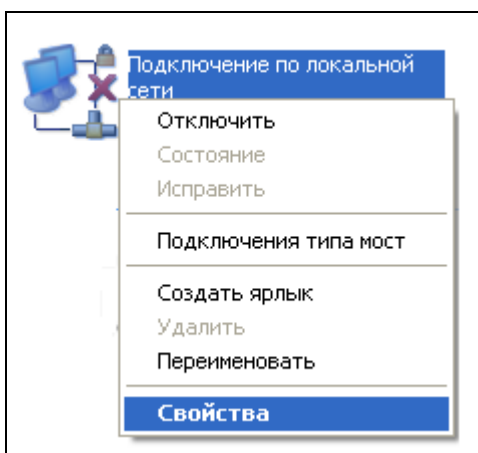 Подключение по локальной
сети
Отключить
Состояние
Исправить
Подключения типа мост
Создать ярлык
Удалить
Переименовать
Свойства